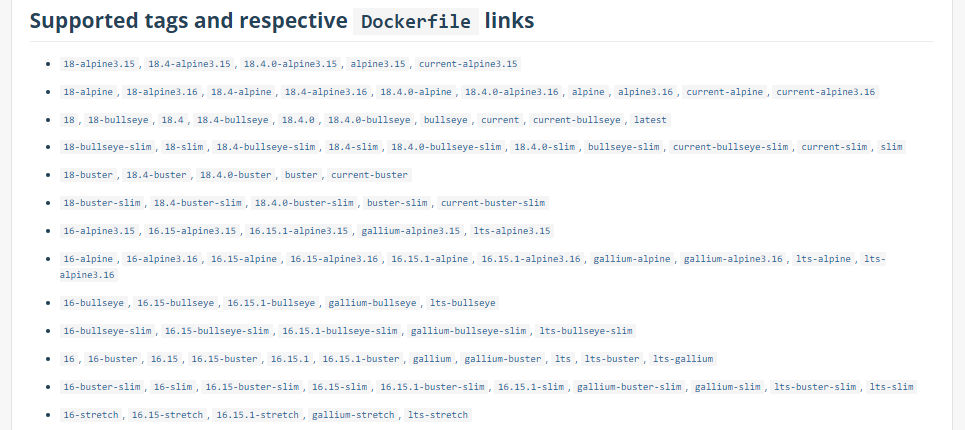 Supported tags and respective Dockerfile links
18-alpine3.15, 18.4-alpine3.15, 18.4.0-alpine3.15, alpine3.15, current-alpine3.15
18-alpine, 18-alpine3.16, 18.4-alpine, 18.4-alpine3.16, 18.4.0-alpine, 18.4.0-alpine3.16, alpine, alpine3.16, current-alpine, current-alpine3.16
18, 18-bullseye, 18.4, 18.4-bullseye, 18.4.0, 18.4.0-bullseye, bullseye, current, current-bullseye, latest
18-bullseye-slim, 18-slim, 18.4-bullseye-slim, 18.4-slim, 18.4.0-bullseye-slim, 18.4.0-slim, bullseye-slim, current-bullseye-slim, current-slim, slim
18-buster, 18.4-buster, 18.4.0-buster, buster, current-buster
18-buster-slim, 18.4-buster-slim, 18.4.0-buster-slim, buster-slim, current-buster-slim
16-alpine3.15, 16.15-alpine3.15, 16.15.1-alpine3.15, gallium-alpine3.15, lts-alpine3.15
16-alpine, 16-alpine3.16, 16.15-alpine, 16.15-alpine3.16, 16.15.1-alpine, 16.15.1-alpine3.16, gallium-alpine, gallium-alpine3.16, lts-alpine, lts-
alpine3.16
16-bullseye, 16.15-bullseye, 16.15.1-bullseye, gallium-bullseye, lts-bullseye
16-bullseye-slim, 16.15-bullseye-slim, 16.15.1-bullseye-slim, gallium-bullseye-slim, lts-bullseye-slim
16, 16-buster, 16.15, 16.15-buster, 16.15.1, 16.15.1-buster, gallium, gallium-buster, lts, lts-buster, lts-gallium
16-buster-slim, 16-slim, 16.15-buster-slim, 16.15-slim, 16.15.1-buster-slim, 16.15.1-slim, gallium-buster-slim, gallium-slim, lts-buster-slim, lts-slim
16-stretch, 16.15-stretch, 16.15.1-stretch, gallium-stretch, lts-stretch